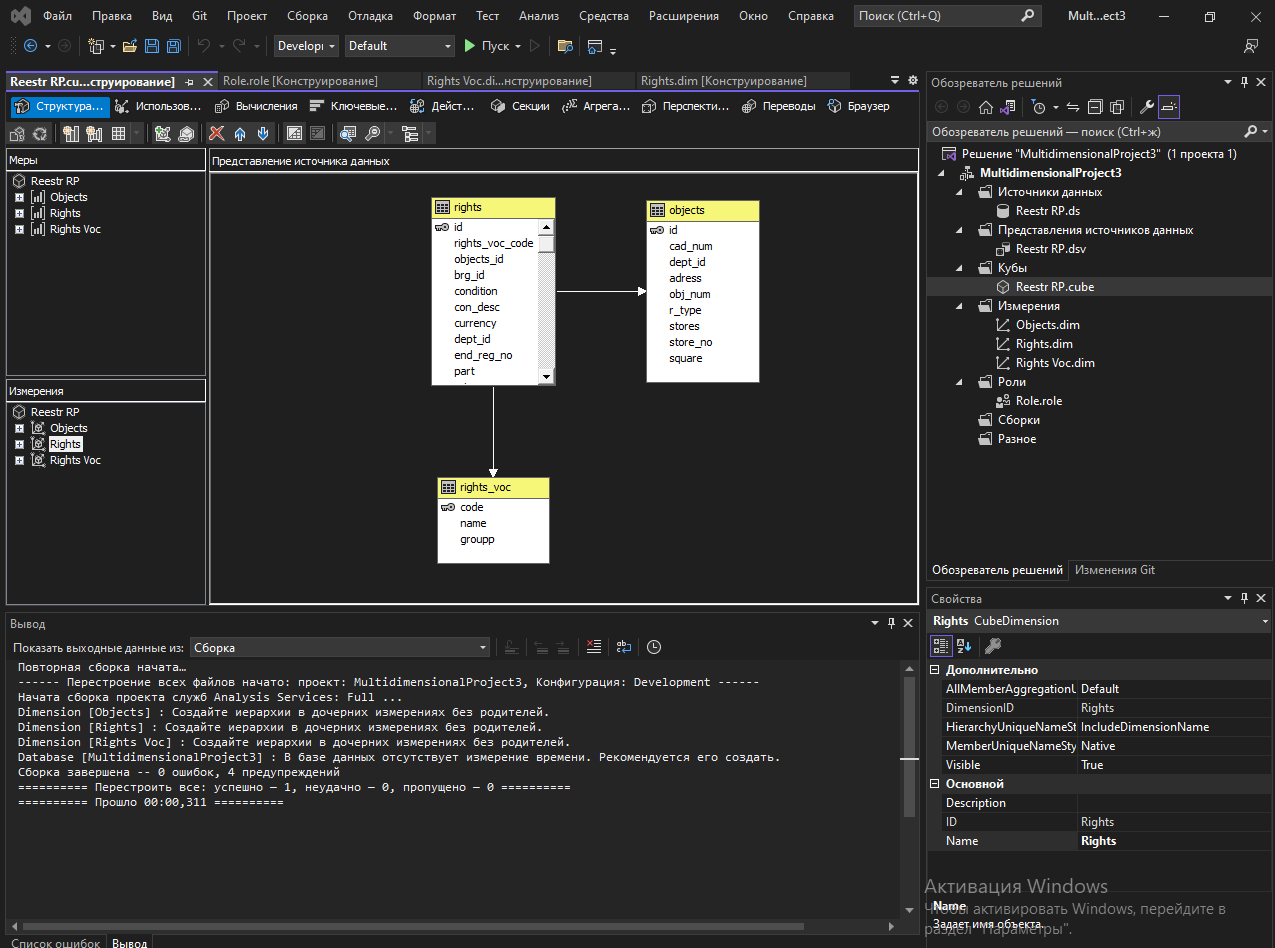 Файл Правка Вид Git Проект Сборка Отладка Формат Тест Анализ Средства Расширения Окно Справка Поиск (Ctrl+Q) Mult...ect3
Develop Default Пуск
Reestr RP.cu...струирование] Role.role [Конструирование] Rights Voc.di...нструирование] Rights.dim [Конструирование]
Структура... Использов... Вычисления Ключевые... Дейст... Секции Агрега... Перспекти... Переводы Браузер
Меры
Reestr RP
Objects
Rights
Rights Voc
Измерения
Reestr RP
Objects
Rights
Rights Voc
Представление источника данных
rights
id
rights_voc_code
objects_id
brg_id
condition
con_desc
currency
dept_id
end_reg_no
part
objects
id
cad_num
dept_id
adress
obj_num
r_type
stores
store_no
square
rights_voc
code
name
groupp
Вывод
Показать выходные данные из: Сборка
Повторная сборка начата…
------ Перестроение всех файлов начато: проект: MultidimensionalProject3, Конфигурация: Development ------
Начата сборка проекта служб Analysis Services: Full ...
Dimension [Objects] : Создайте иерархии в дочерних измерениях без родителей.
Dimension [Rights] : Создайте иерархии в дочерних измерениях без родителей.
Dimension [Rights Voc] : Создайте иерархии в дочерних измерениях без родителей.
Database [MultidimensionalProject3] : В базе данных отсутствует измерение времени. Рекомендуется его создать.
Сборка завершена -- 0 ошибок, 4 предупреждений
========== Перестроить все: успешно — 1, неудачно — 0, пропущено — 0 ==========
========== Прошло 00:00,311 ==========
Список ошибок Вывод
Обозреватель решений
Обозреватель решений — поиск (Ctrl+ж)
Решение "MultidimensionalProject3" (1 проекта 1)
MultidimensionalProject3
Источники данных
Reestr RP.ds
Представления источников данных
Reestr RP.dsv
Кубы
Reestr RP.cube
Измерения
Objects.dim
Rights.dim
Rights Voc.dim
Роли
Role.role
Сборки
Разное
Обозреватель решений Изменения Git
Свойства
Rights CubeDimension
Дополнительно
AllMemberAggregationU Default
DimensionID Rights
HierarchyUniqueNameSt IncludeDimensionName
MemberUniqueNameSty Native
Visible True
Основной
Description
ID Rights
Name Rights
Активация Windows
Name
Чтобы активировать Windows, перейдите в
Задает имя объекта.
раздел "Параметры".